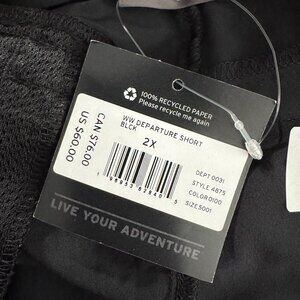 100% RECYCLED PAPER
Please recycle me again
WW DEPARTURE SHORT
BLCK
2X
CAN $76.00
US $60.00
DEPT 0031
STYLE 4875
COLOR 0100
SIZE 5001
LIVE YOUR ADVENTURE